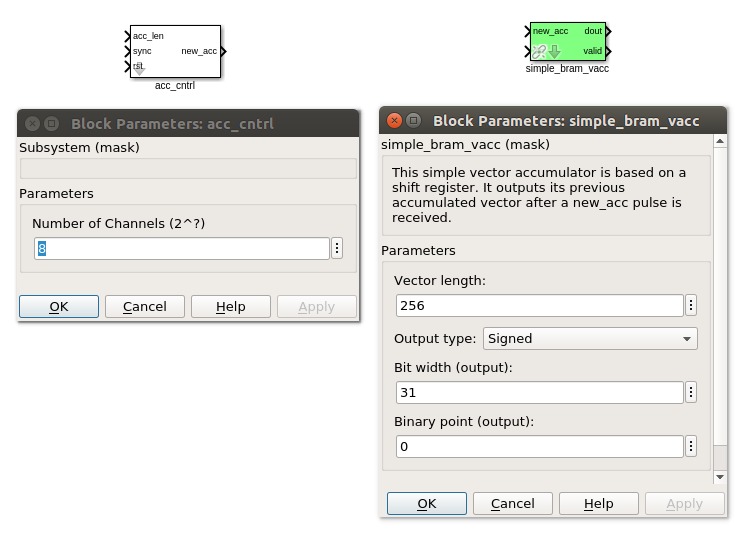 acc_len
sync
new_acc
rst
acc_cntrl
new_acc
dout
valid
simple_bram_vacc
Block Parameters: acc_cntrl
Subsystem (mask)
Parameters
Number of Channels (2^?)
8
OK
Cancel
Help
Apply
Block Parameters: simple_bram_vacc
simple_bram_vacc (mask)
This simple vector accumulator is based on a
shift register. It outputs its previous
accumulated vector after a new_acc pulse is
received.
Parameters
Vector length:
256
Output type: Signed
Bit width (output):
31
Binary point (output):
0
OK
Cancel
Help
Apply